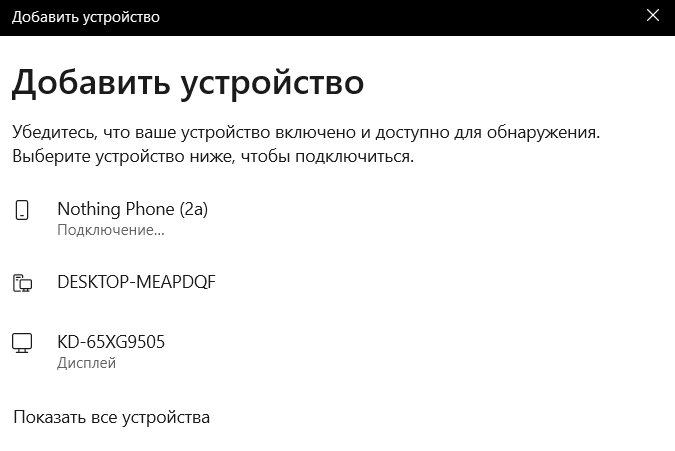 Добавить устройство
Добавить устройство
Убедитесь, что ваше устройство включено и доступно для обнаружения.
Выберите устройство ниже, чтобы подключиться.
Nothing Phone (2a)
Подключение...
DESKTOP-MEAPDQF
KD-65XG9505
Дисплей
Показать все устройства